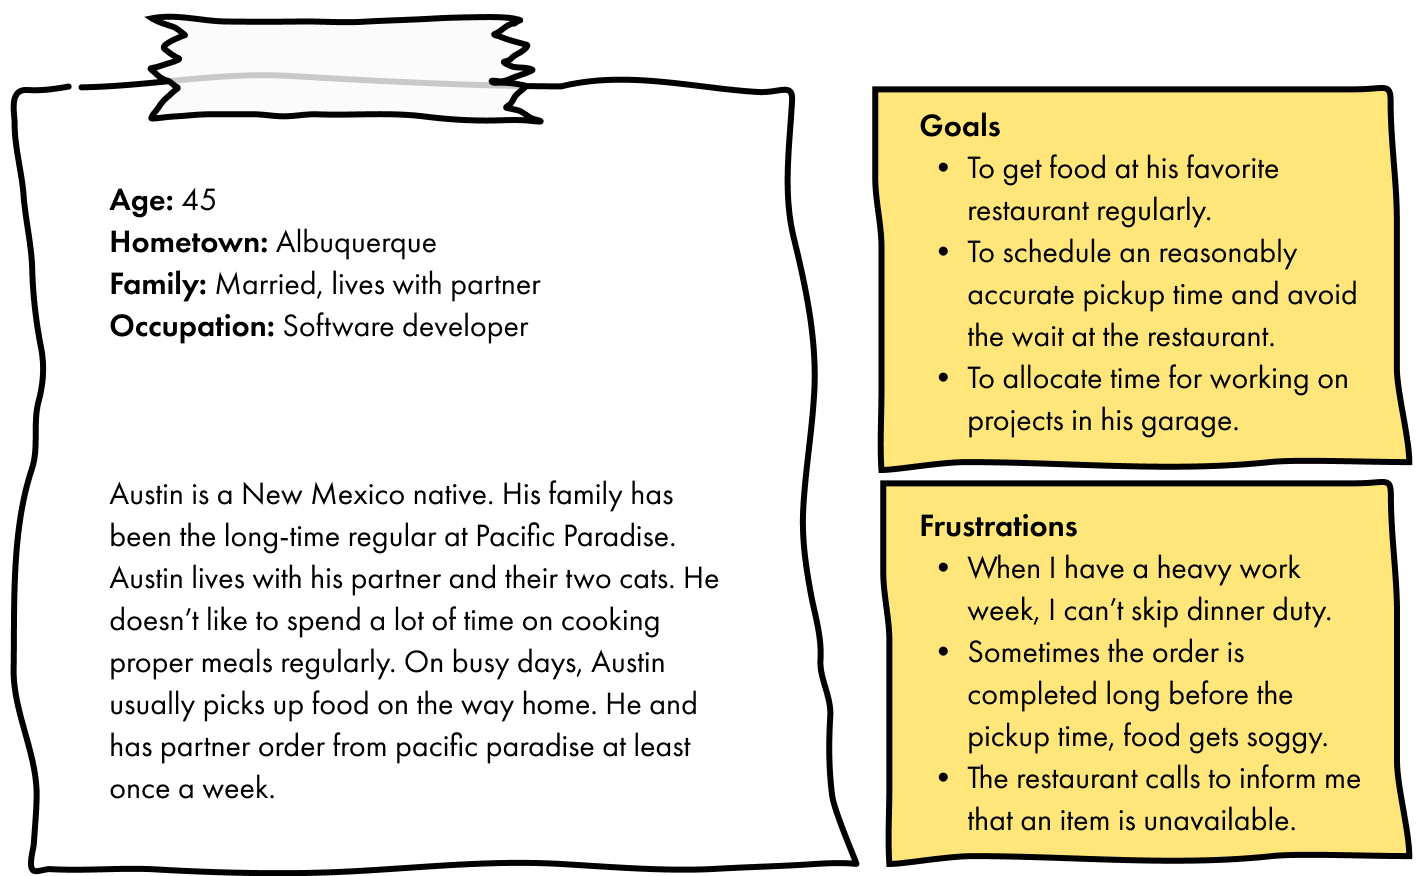 Age: 45
Hometown: Albuquerque
Family: Married, lives with partner
Occupation: Software developer
Austin is a New Mexico native. His family has
been the long-time regular at Pacific Paradise.
Austin lives with his partner and their two cats. He
doesn't like to spend a lot of time on cooking
proper meals regularly. On busy days, Austin
usually picks up food on the way home. He and
has partner order from pacific paradise at least
once a week.
Goals
• To get food at his favorite
restaurant regularly.
• To schedule an reasonably
accurate pickup time and avoid
the wait at the restaurant.
• To allocate time for working on
projects in his garage.
Frustrations
• When I have a heavy work
week, I can't skip dinner duty.
• Sometimes the order is
completed long before the
pickup time, food gets soggy.
• The restaurant calls to inform me
that an item is unavailable.